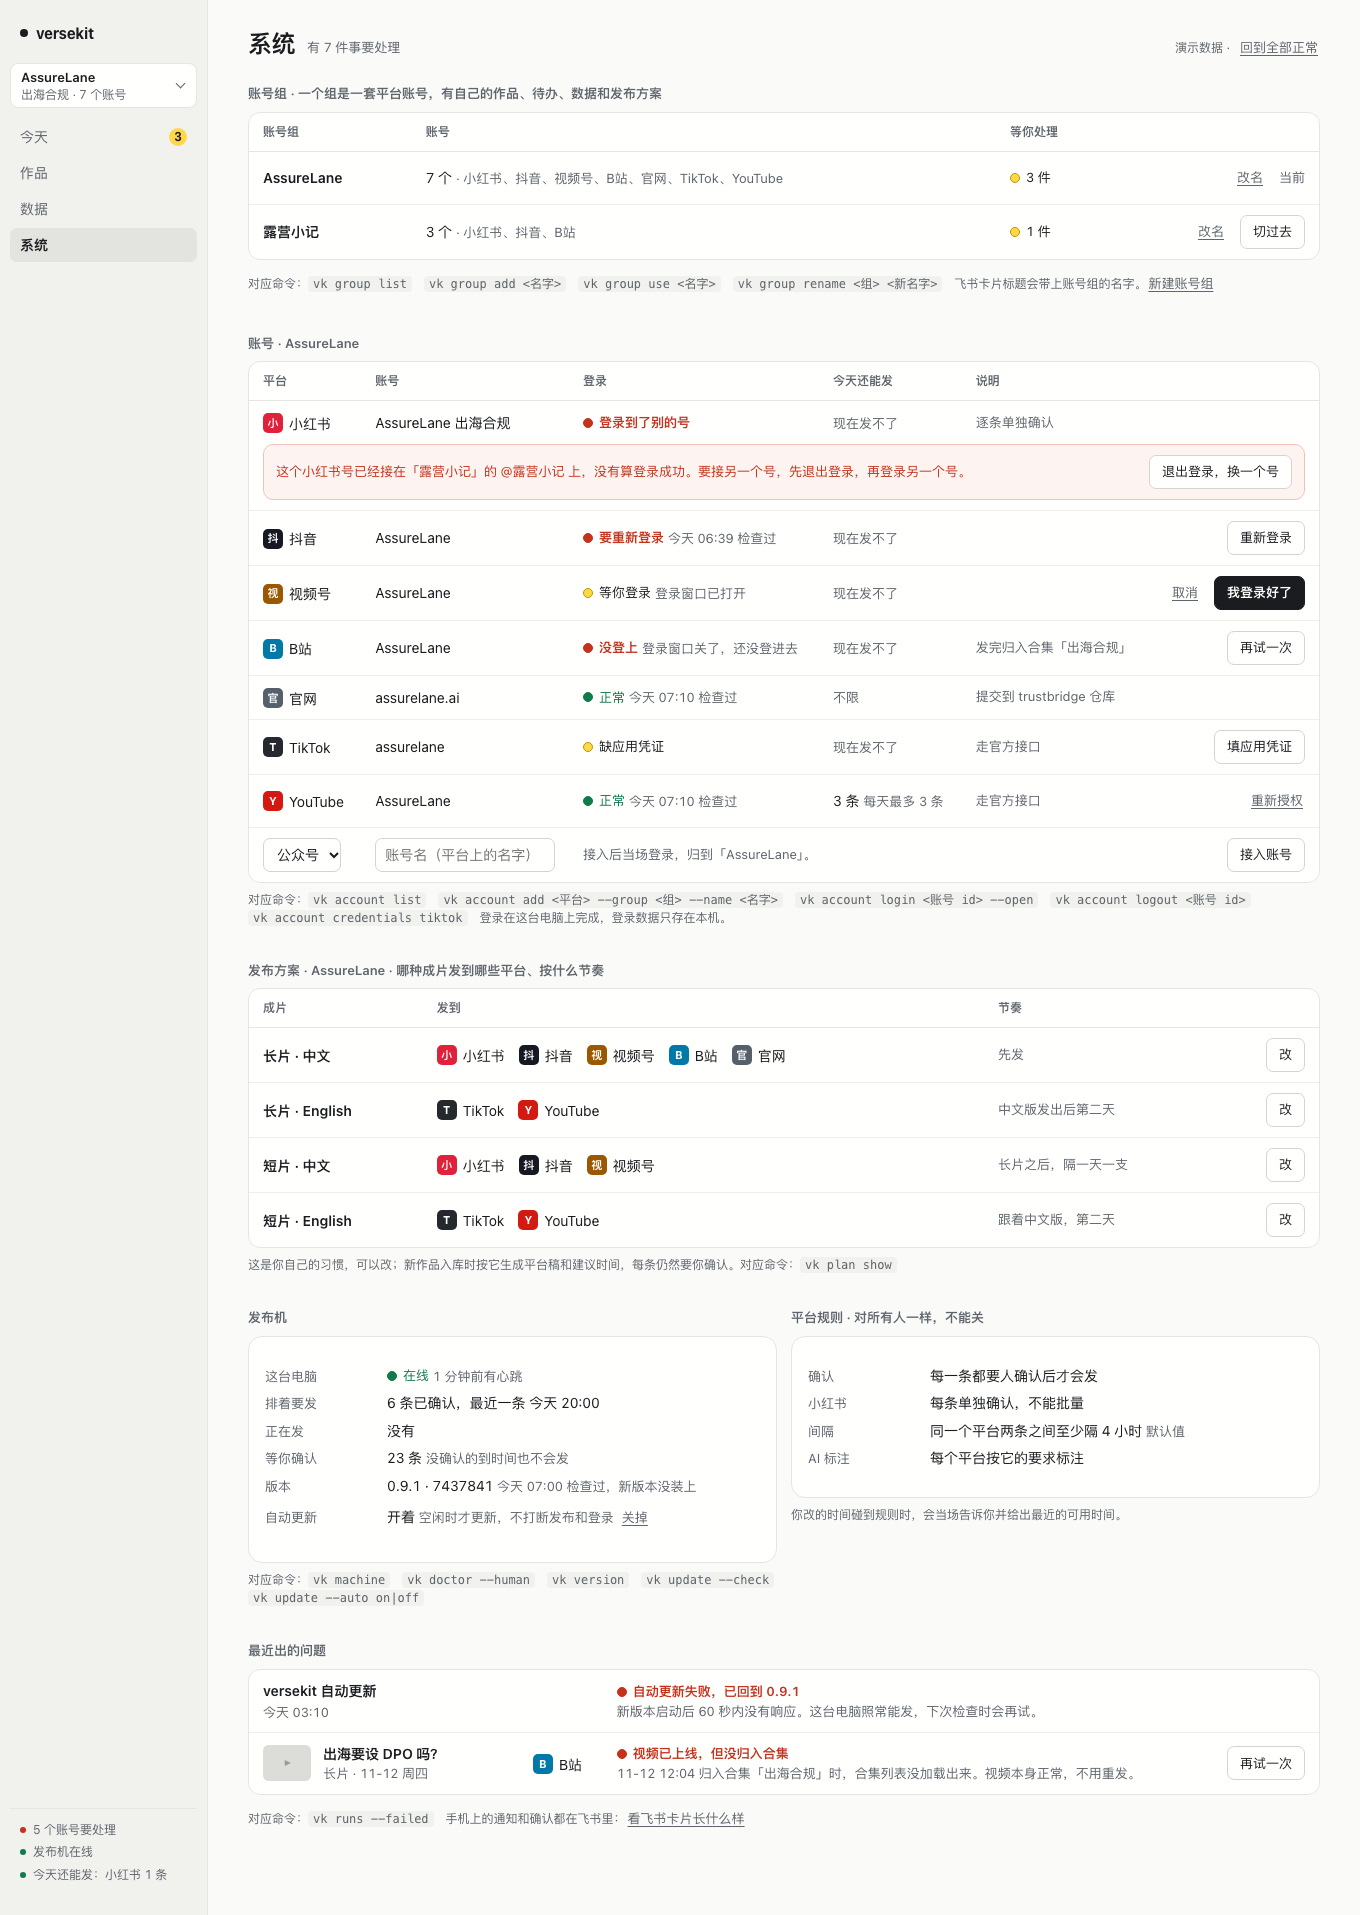 versekit
AssureLane
出海合规 · 7 个账号
今天 3
作品
数据
系统
5 个账号要处理
发布机在线
今天还能发：小红书 1 条
系统 有 7 件事要处理
演示数据 · 回到全部正常
账号组 · 一个组是一套平台账号，有自己的作品、待办、数据和发布方案
账号组 账号 等你处理
AssureLane 7 个 · 小红书、抖音、视频号、B站、官网、TikTok、YouTube 3 件 改名 当前
露营小记 3 个 · 小红书、抖音、B站 1 件 改名 切过去
对应命令： vk group list vk group add <名字> vk group use <名字> vk group rename <组> <新名字> 飞书卡片标题会带上账号组的名字。 新建账号组
账号 · AssureLane
平台 账号 登录 今天还能发 说明
小 小红书 AssureLane 出海合规 登录到了别的号 现在发不了 逐条单独确认
这个小红书号已经接在「露营小记」的 @露营小记 上，没有算登录成功。要接另一个号，先退出登录，再登录另一个号。 退出登录，换一个号
抖 抖音 AssureLane 要重新登录 今天 06:39 检查过 现在发不了 重新登录
视 视频号 AssureLane 等你登录 登录窗口已打开 现在发不了 取消 我登录好了
B B站 AssureLane 没登上 登录窗口关了，还没登进去 现在发不了 发完归入合集「出海合规」 再试一次
官 官网 assurelane.ai 正常 今天 07:10 检查过 不限 提交到 trustbridge 仓库
T TikTok assurelane 缺应用凭证 现在发不了 走官方接口 填应用凭证
Y YouTube AssureLane 正常 今天 07:10 检查过 3 条 每天最多 3 条 走官方接口 重新授权
公众号 账号名（平台上的名字） 接入后当场登录，归到「AssureLane」。 接入账号
对应命令： vk account list vk account add <平台> --group <组> --name <名字> vk account login <账号 id> --open vk account logout <账号 id>
vk account credentials tiktok 登录在这台电脑上完成，登录数据只存在本机。
发布方案 · AssureLane · 哪种成片发到哪些平台、按什么节奏
成片 发到 节奏
长片 · 中文 小 小红书 抖 抖音 视 视频号 B B站 官 官网 先发 改
长片 · English T TikTok Y YouTube 中文版发出后第二天 改
短片 · 中文 小 小红书 抖 抖音 视 视频号 长片之后，隔一天一支 改
短片 · English T TikTok Y YouTube 跟着中文版，第二天 改
这是你自己的习惯，可以改；新作品入库时按它生成平台稿和建议时间，每条仍然要你确认。对应命令： vk plan show
发布机
这台电脑 在线 1 分钟前有心跳
排着要发 6 条已确认，最近一条 今天 20:00
正在发 没有
等你确认 23 条 没确认的到时间也不会发
版本 0.9.1 · 7437841 今天 07:00 检查过，新版本没装上
自动更新 开着 空闲时才更新，不打断发布和登录 关掉
对应命令： vk machine vk doctor --human vk version vk update --check
vk update --auto on|off
平台规则 · 对所有人一样，不能关
确认 每一条都要人确认后才会发
小红书 每条单独确认，不能批量
间隔 同一个平台两条之间至少隔 4 小时 默认值
AI 标注 每个平台按它的要求标注
你改的时间碰到规则时，会当场告诉你并给出最近的可用时间。
最近出的问题
versekit 自动更新 自动更新失败，已回到 0.9.1
今天 03:10 新版本启动后 60 秒内没有响应。这台电脑照常能发，下次检查时会再试。
出海要设 DPO 吗？ B B站 视频已上线，但没归入合集 再试一次
长片 · 11-12 周四 11-12 12:04 归入合集「出海合规」时，合集列表没加载出来。视频本身正常，不用重发。
对应命令： vk runs --failed 手机上的通知和确认都在飞书里： 看飞书卡片长什么样